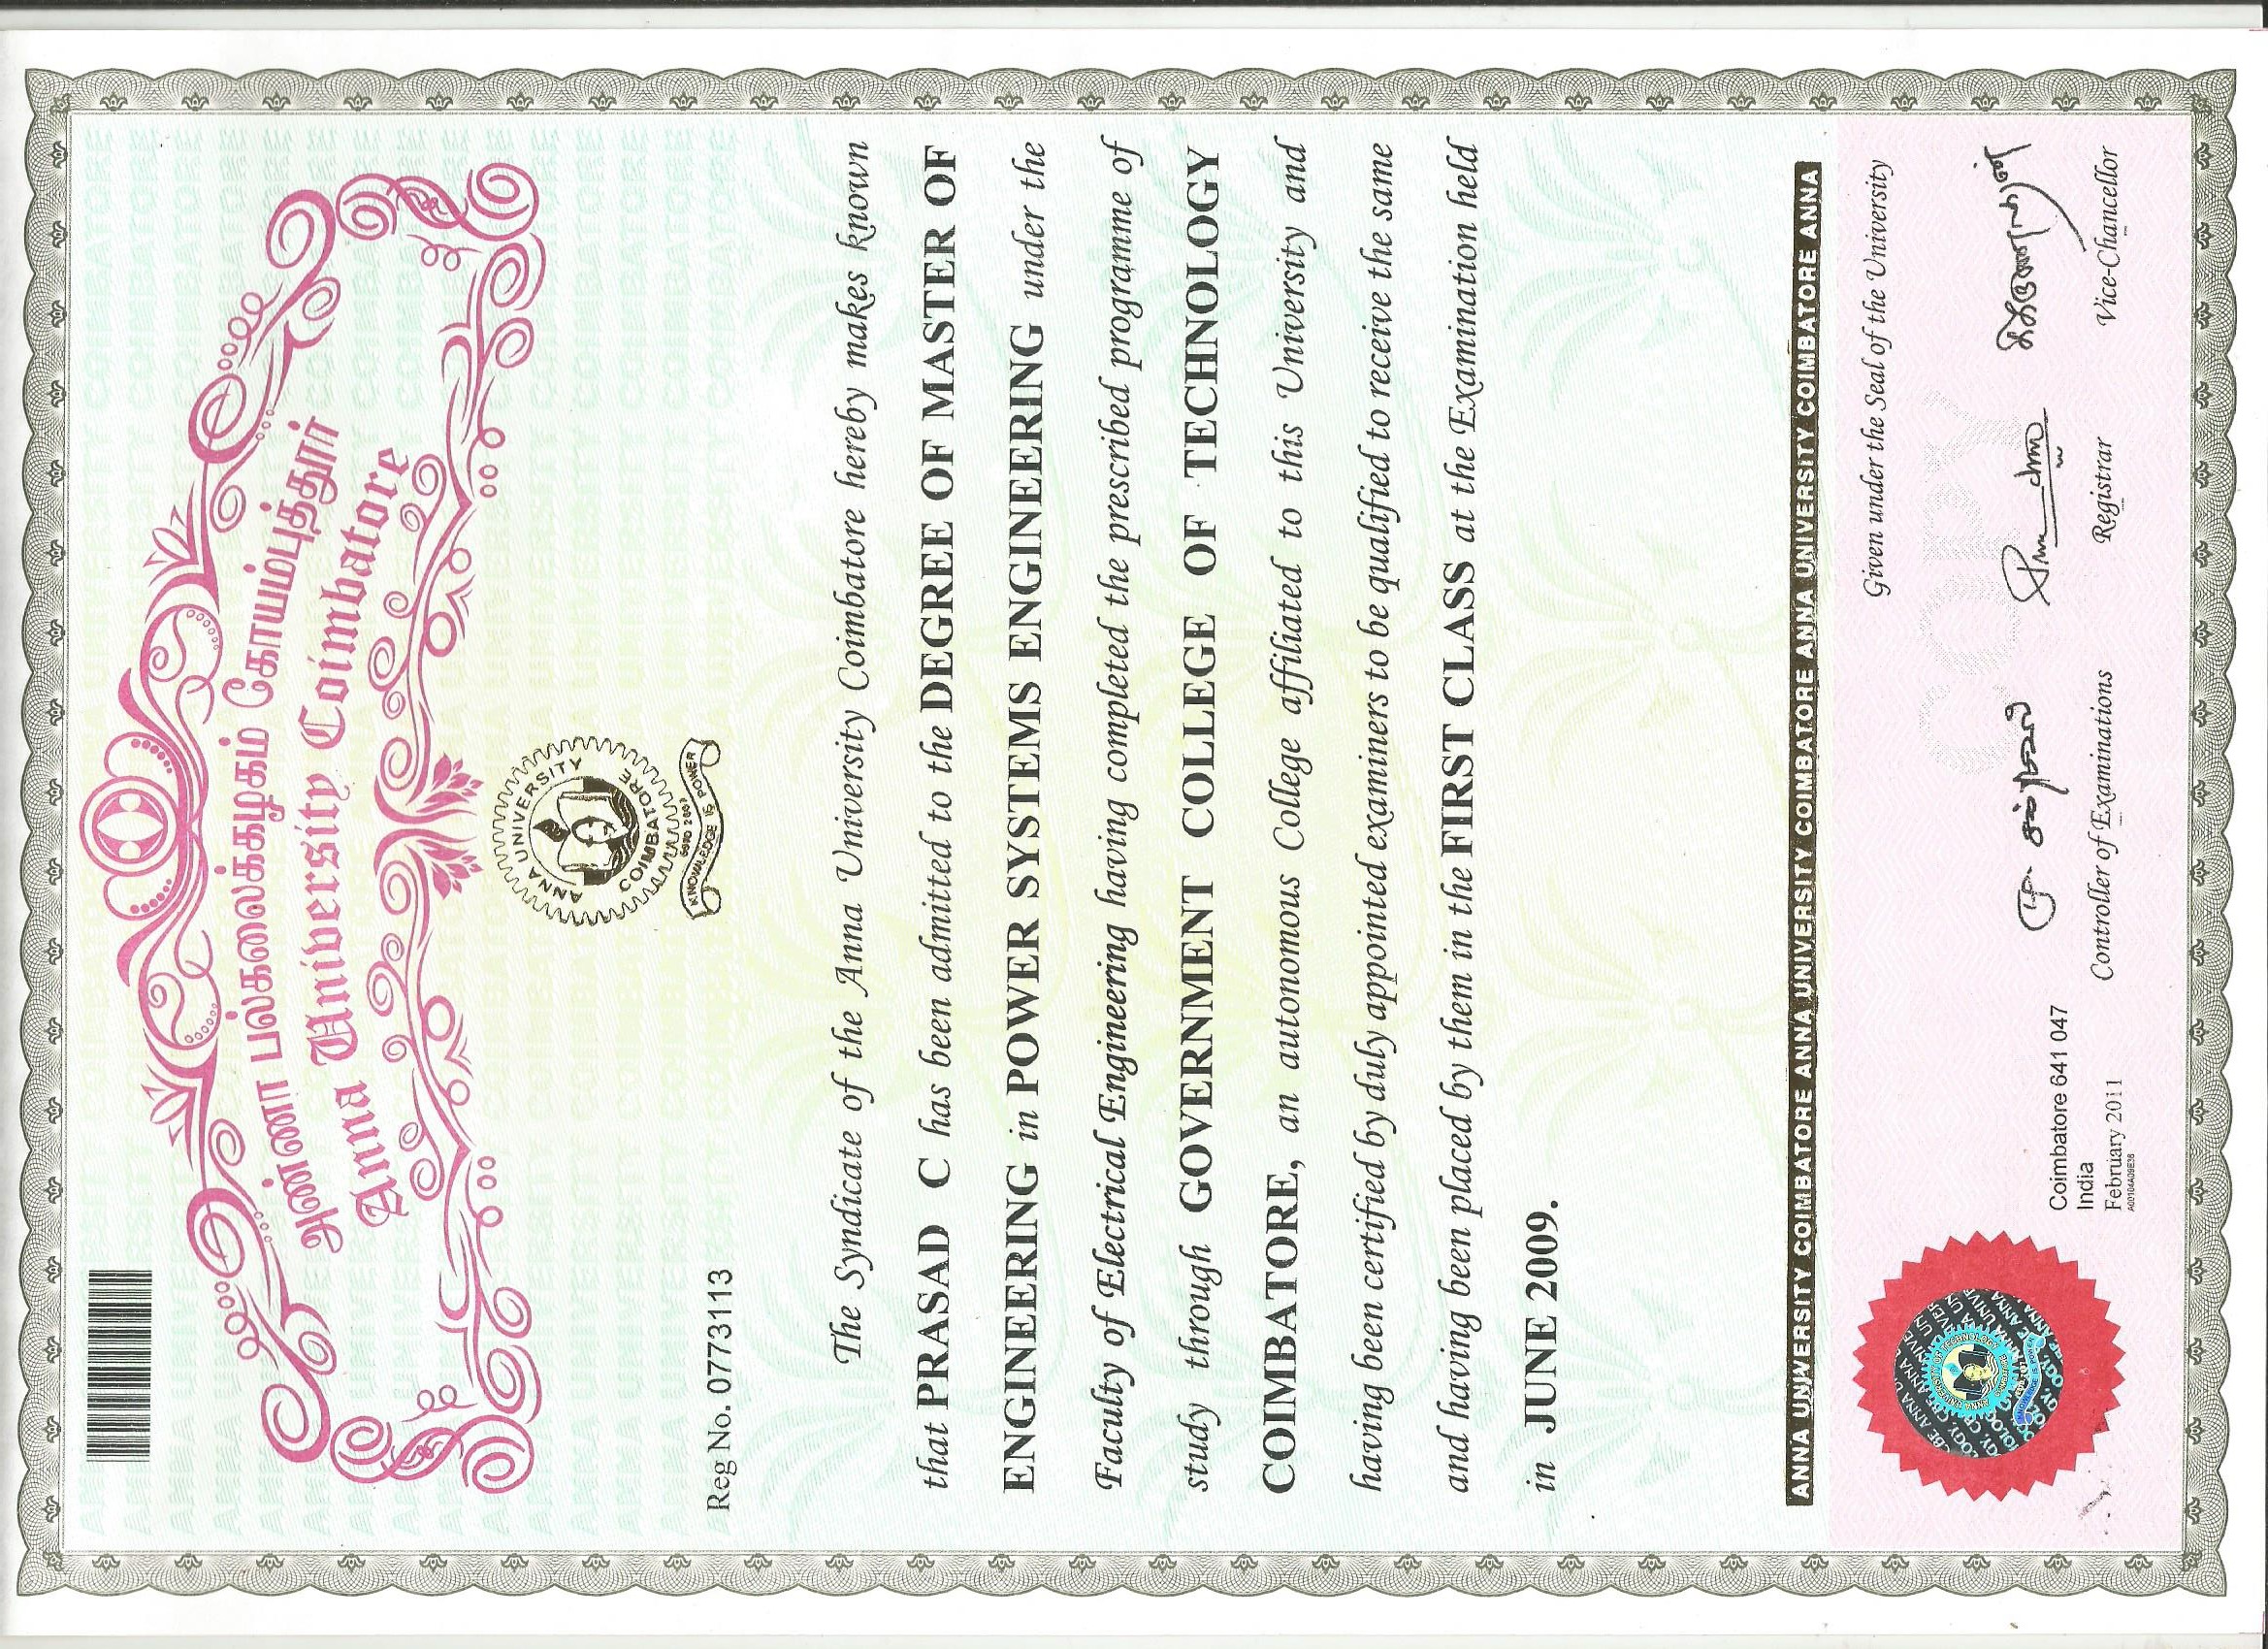 அண்ணா பல்கலைக்கழகம் கோயம்புத்தூர்
Anna University Coimbatore
ANNA UNIVERSITY
COIMBATORE
ESTD 2007
KNOWLEDGE IS POWER
Reg No. 0773113
The Syndicate of the Anna University Coimbatore hereby makes known
that PRASAD C has been admitted to the DEGREE OF MASTER OF
ENGINEERING in POWER SYSTEMS ENGINEERING under the
Faculty of Electrical Engineering having completed the prescribed programme of
study through GOVERNMENT COLLEGE OF TECHNOLOGY
COIMBATORE, an autonomous College affiliated to this University and
having been certified by duly appointed examiners to be qualified to receive the same
and having been placed by them in the FIRST CLASS at the Examination held
in JUNE 2009.
ANNA UNIVERSITY COIMBATORE ANNA UNIVERSITY COIMBATORE ANNA UNIVERSITY COIMBATORE ANNA
Given under the Seal of the University
COPY
Coimbatore 641 047
India
February 2011
A00104A09E36
Controller of Examinations
Registrar
Vice-Chancellor